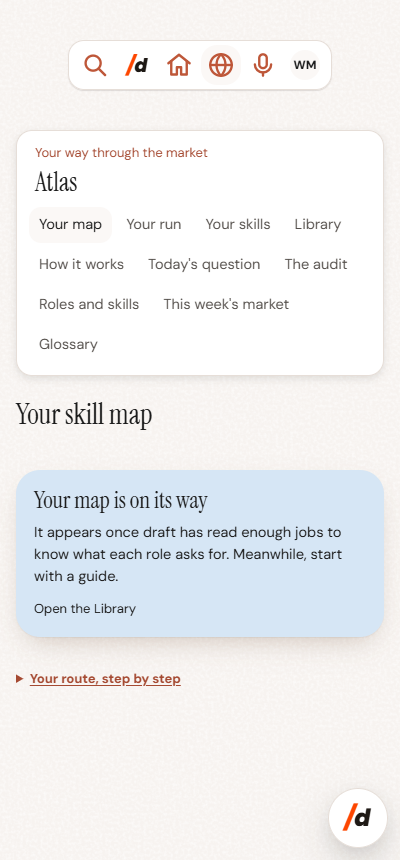 /d
WM
Your way through the market
Atlas
Your map
Your run
Your skills
Library
How it works
Today's question
The audit
Roles and skills
This week's market
Glossary
Your skill map
Your map is on its way
It appears once draft has read enough jobs to
know what each role asks for. Meanwhile, start
with a guide.
Open the Library
Your route, step by step
/d